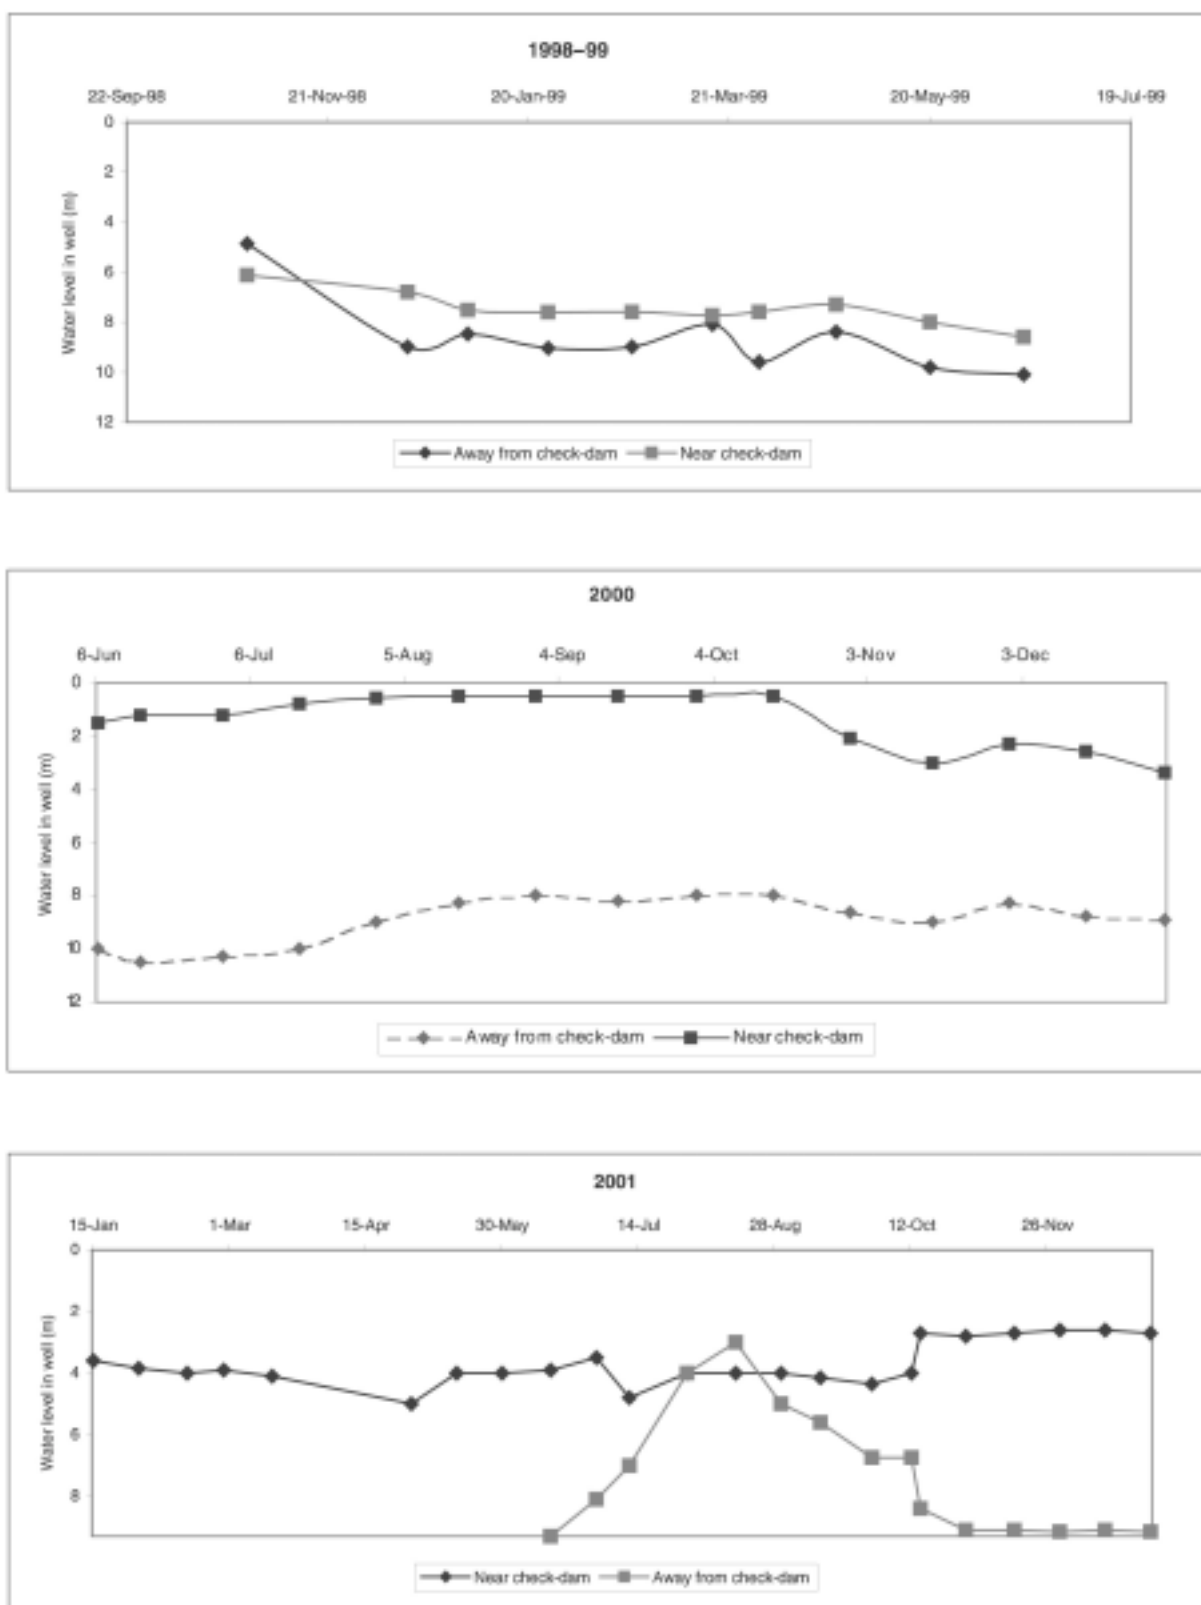 1998–99
22-Sep-98 21-Nov-98 20-Jan-99 21-Mar-99 20-May-99 19-Jul-99
0
2
4
6
8
10
12
Water level in well (m)
Away from check-dam Near check-dam
2000
6-Jun 6-Jul 5-Aug 4-Sep 4-Oct 3-Nov 3-Dec
0
2
4
6
8
10
12
Water level in well (m)
Away from check-dam Near check-dam
2001
15-Jan 1-Mar 15-Apr 30-May 14-Jul 28-Aug 12-Oct 26-Nov
0
2
4
6
8
Water level in well (m)
Near check-dam Away from check-dam